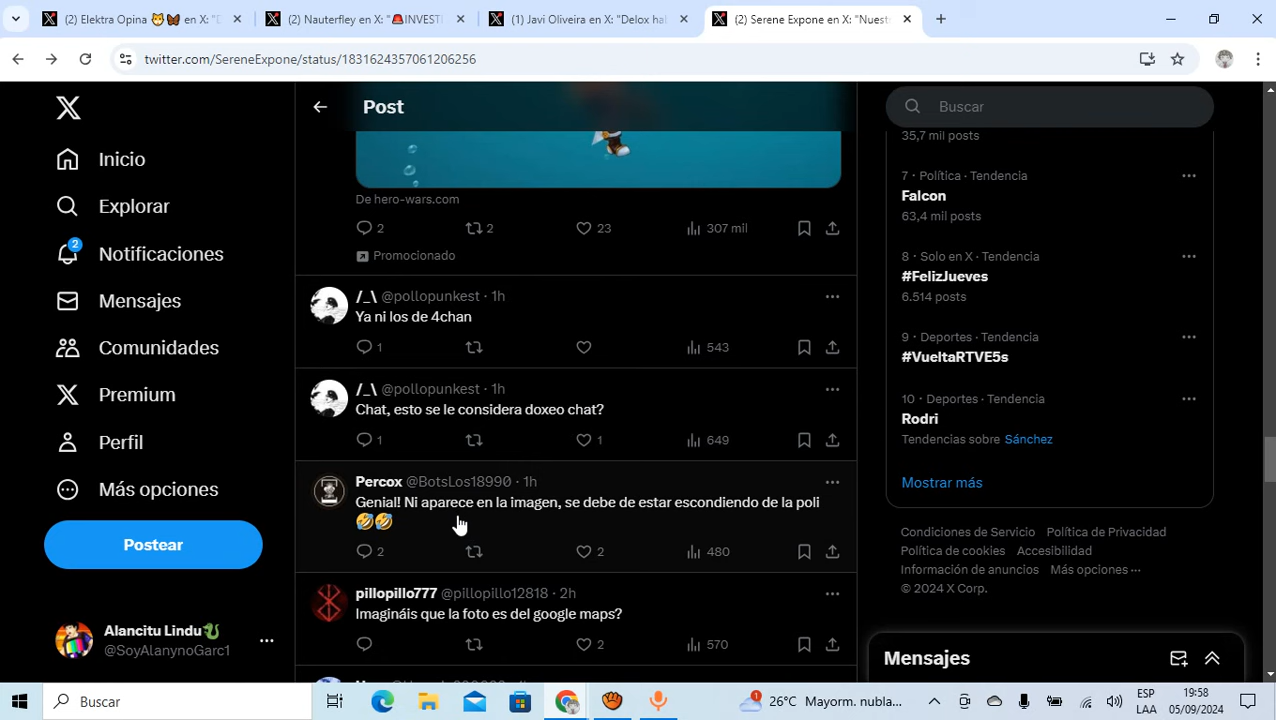 (2) Elektra Opina 🐯🦋 en X: "D
(2) Nauterfley en X: "🚨INVEST
(1) Javi Oliveira en X: "Delox hal
(2) Serene Expone en X: "Nuest
twitter.com/SereneExpone/status/1831624357061206256
Inicio
Explorar
2
Notificaciones
Mensajes
Comunidades
Premium
Perfil
Más opciones
Postear
Alancitu Lindu🐉
@SoyAlanynoGarc1
Post
De hero-wars.com
2 2 23 307 mil
Promocionado
/_\ @pollopunkest · 1h
Ya ni los de 4chan
1 543
/_\ @pollopunkest · 1h
Chat, esto se le considera doxeo chat?
1 1 649
Percox @BotsLos18990 · 1h
Genial! Ni aparece en la imagen, se debe de estar escondiendo de la poli
🤣🤣
2 2 480
pillopillo777 @pillopillo12818 · 2h
Imagináis que la foto es del google maps?
2 570
Buscar
35,7 mil posts
7 · Política · Tendencia
Falcon
63,4 mil posts
8 · Solo en X · Tendencia
#FelizJueves
6.514 posts
9 · Deportes · Tendencia
#VueltaRTVE5s
10 · Deportes · Tendencia
Rodri
Tendencias sobre Sánchez
Mostrar más
Condiciones de Servicio Política de Privacidad
Política de cookies Accesibilidad
Información de anuncios Más opciones ···
© 2024 X Corp.
Mensajes
Buscar
1
26°C Mayorm. nubla...
ESP
LAA
19:58
05/09/2024